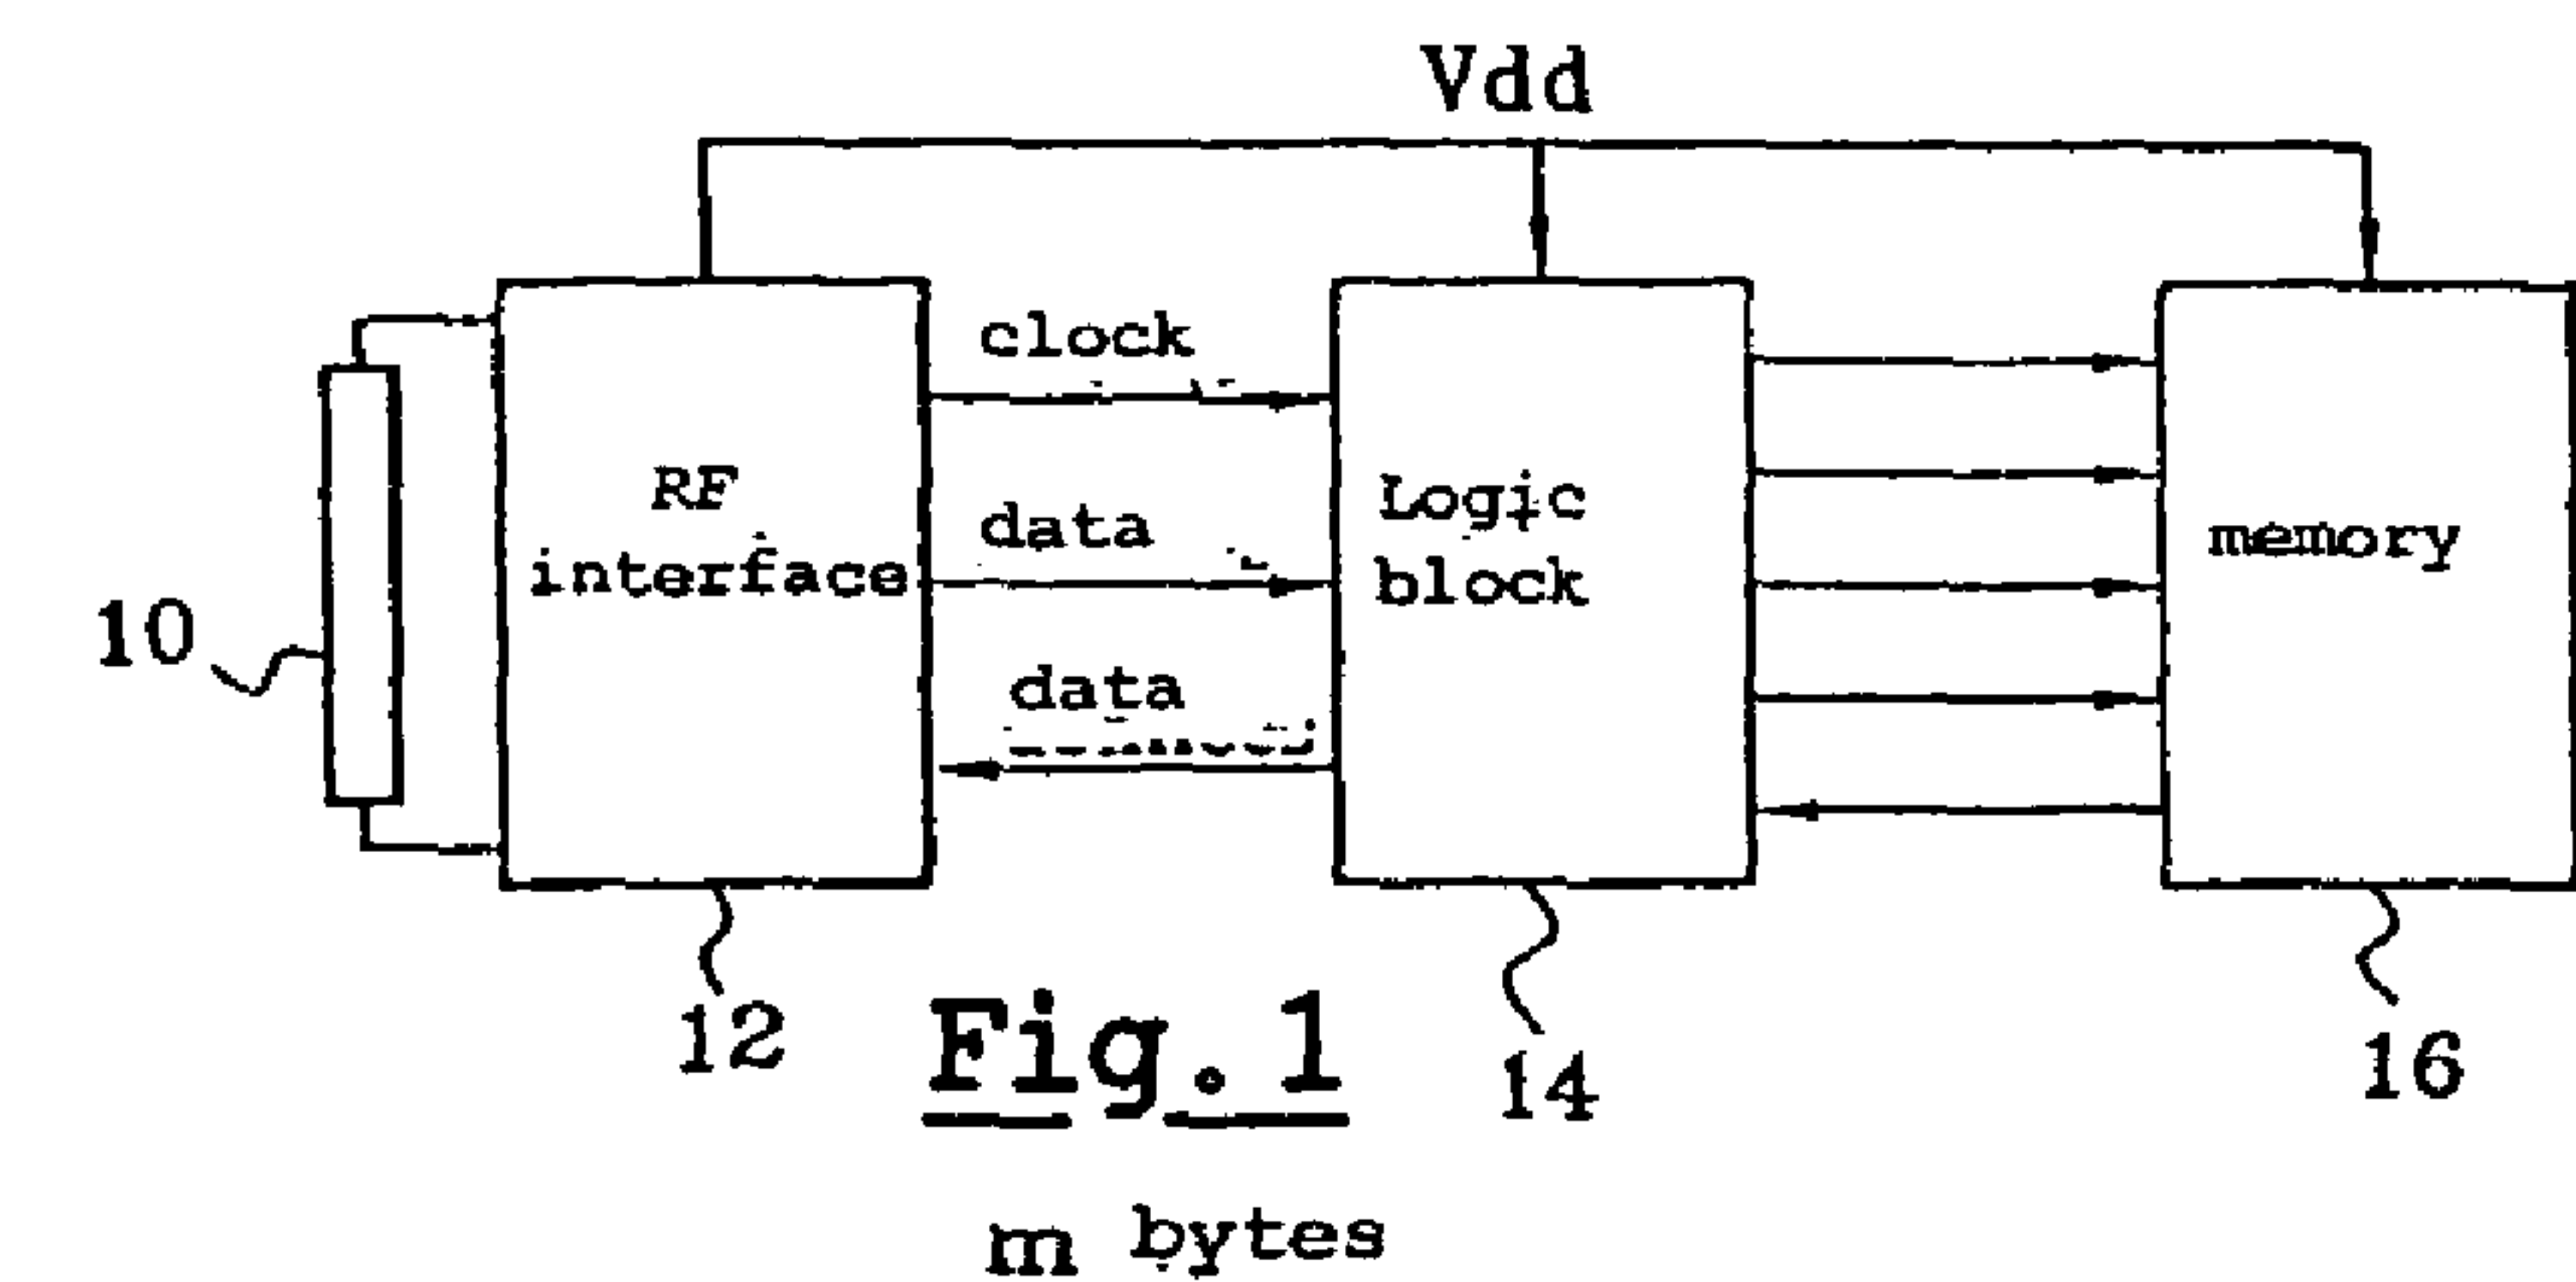 Vdd
clock
RF
interface
data
data
Logic
block
memory
10
12
14
16
Fig. 1
m bytes